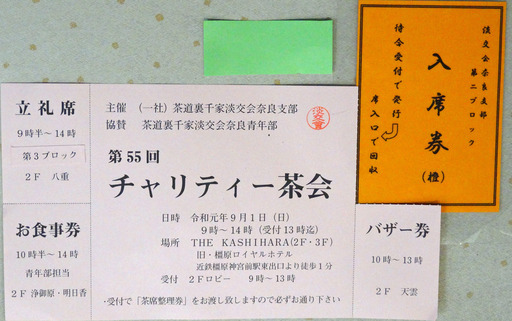 立礼席
9時半～14時
第3ブロック
2F 八重
お食事券
10時半～14時
青年部担当
2F 浄御原・明日香
主催 (一社) 茶道裏千家淡交会奈良支部
協賛 茶道裏千家淡交会奈良青年部
淡交會
第55回
チャリティー茶会
日時 令和元年9月1日(日)
9時～14時(受付13時迄)
場所 THE KASHIHARA(2F・3F)
旧・橿原ロイヤルホテル
近鉄橿原神宮前駅東出口より徒歩1分
受付 2Fロビー 9時～13時
・受付で「茶席整理券」をお渡し致しますので必ずお通り下さい
バザー券
10時～13時
2F 天雲
淡交会奈良支部
第二ブロック
入席券
(橙)
待合受付で発行
席入口で回収